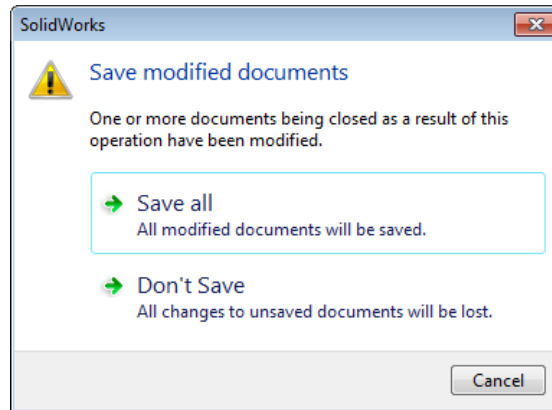 SolidWorks
Save modified documents
One or more documents being closed as a result of this
operation have been modified.
Save all
All modified documents will be saved.
Don't Save
All changes to unsaved documents will be lost.
Cancel